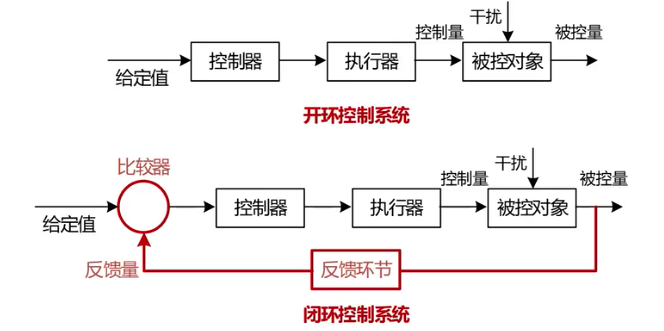 干扰
控制量
被控量
给定值
控制器
执行器
被控对象
开环控制系统
比较器
干扰
控制量
被控量
给定值
控制器
执行器
被控对象
反馈量
反馈环节
闭环控制系统